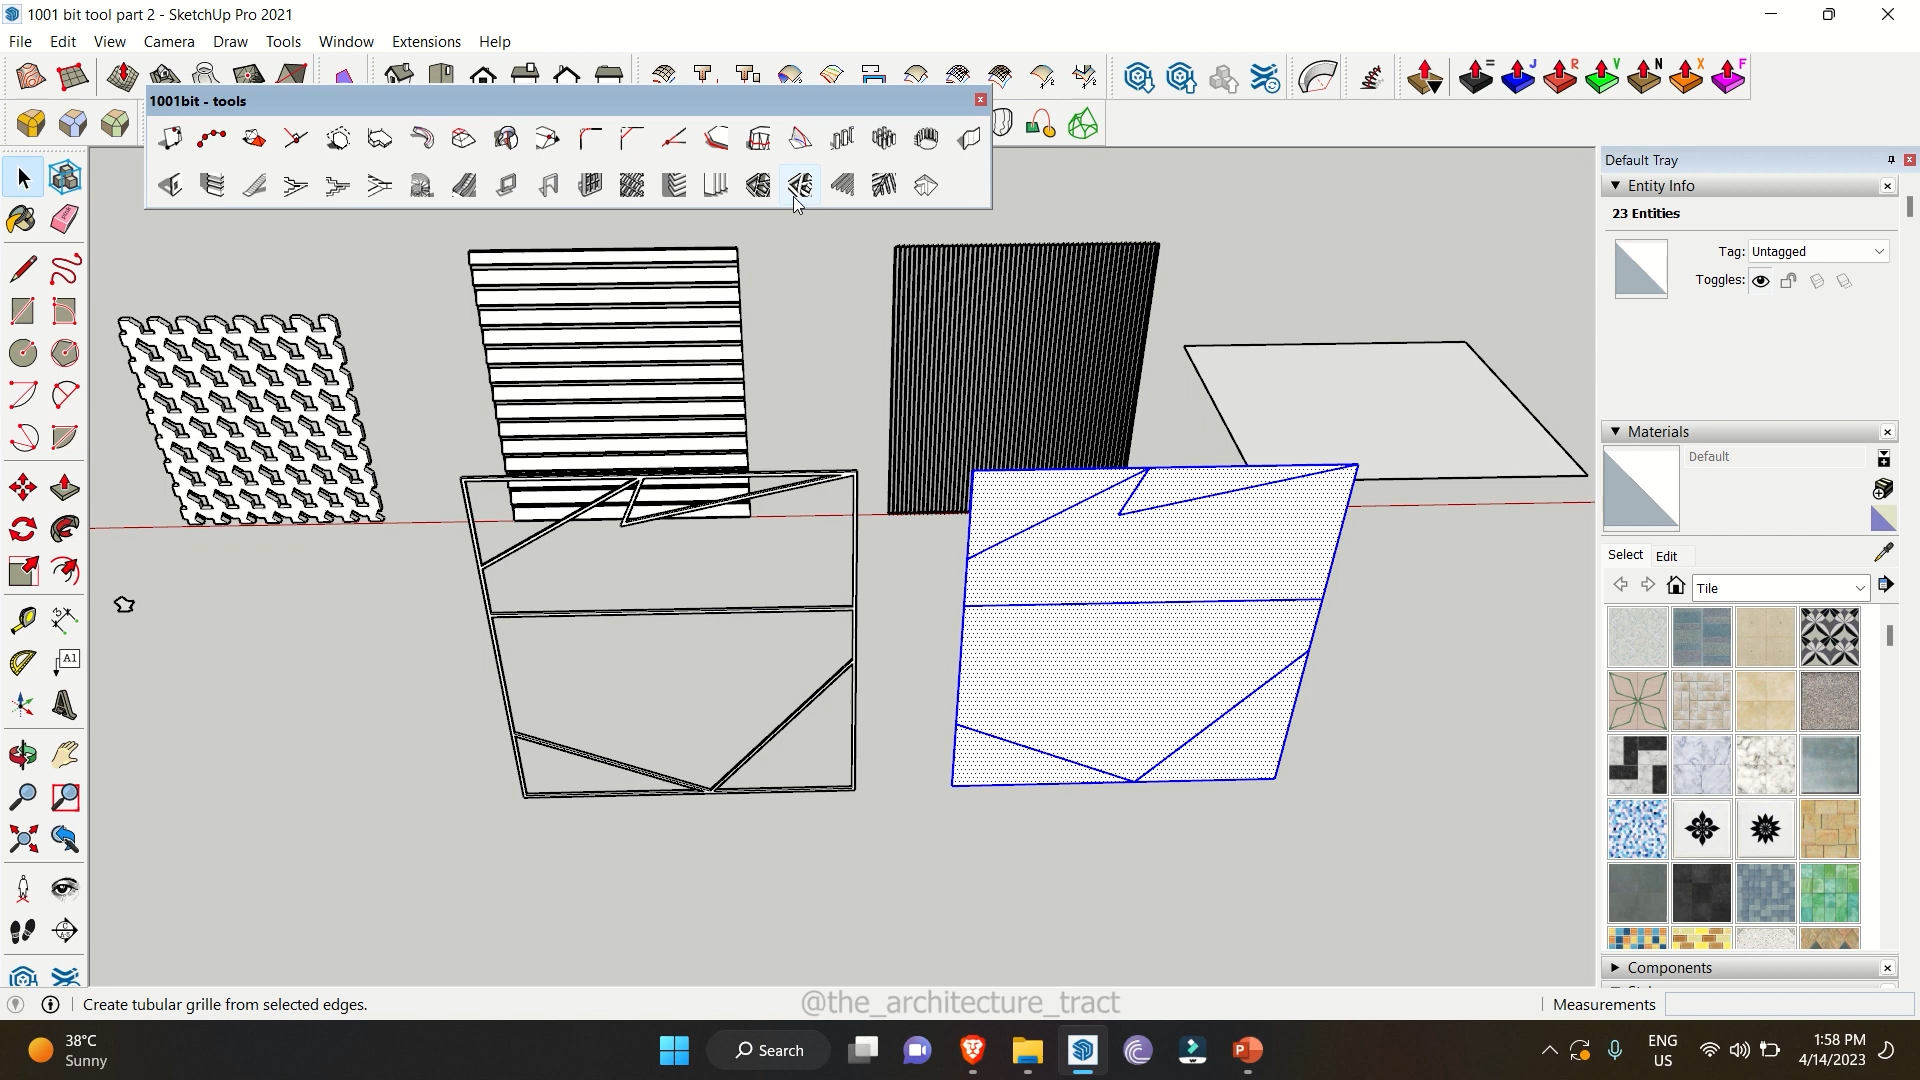 1001 bit tool part 2 - SketchUp Pro 2021
File Edit View Camera Draw Tools Window Extensions Help
= J R V N X F
1001bit - tools
Default Tray
Entity Info
23 Entities
Tag: Untagged
Toggles:
Materials
Default
Select Edit
Tile
A1
Components
Create tubular grille from selected edges.
@the_architecture_tract
Measurements
38°C
Sunny
Search
ENG
US
1:58 PM
4/14/2023